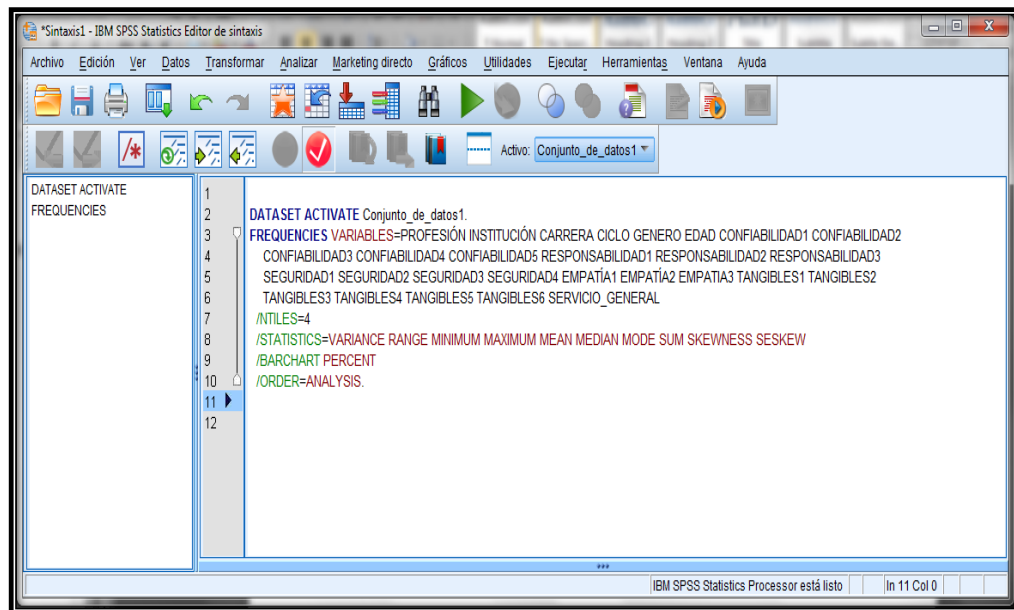 *Sintaxis1 - IBM SPSS Statistics Editor de sintaxis
Archivo Edición Ver Datos Transformar Analizar Marketing directo Gráficos Utilidades Ejecutar Herramientas Ventana Ayuda
Activo: Conjunto_de_datos1
DATASET ACTIVATE
FREQUENCIES
1
2 DATASET ACTIVATE Conjunto_de_datos1.
3 FREQUENCIES VARIABLES=PROFESIÓN INSTITUCIÓN CARRERA CICLO GENERO EDAD CONFIABILIDAD1 CONFIABILIDAD2
4 CONFIABILIDAD3 CONFIABILIDAD4 CONFIABILIDAD5 RESPONSABILIDAD1 RESPONSABILIDAD2 RESPONSABILIDAD3
5 SEGURIDAD1 SEGURIDAD2 SEGURIDAD3 SEGURIDAD4 EMPATÍA1 EMPATÍA2 EMPATIA3 TANGIBLES1 TANGIBLES2
6 TANGIBLES3 TANGIBLES4 TANGIBLES5 TANGIBLES6 SERVICIO_GENERAL
7 /NTILES=4
8 /STATISTICS=VARIANCE RANGE MINIMUM MAXIMUM MEAN MEDIAN MODE SUM SKEWNESS SESKEW
9 /BARCHART PERCENT
10 /ORDER=ANALYSIS.
11
12
IBM SPSS Statistics Processor está listo In 11 Col 0